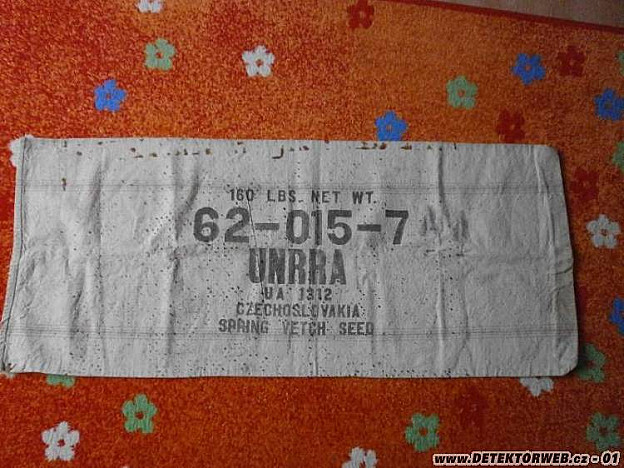 160 LBS. NET WT.
62-015-7
UNRRA
UA 1312
CZECHOSLOVAKIA
SPRING VETCH SEED
www.DETEKTORWEB.cz - 01